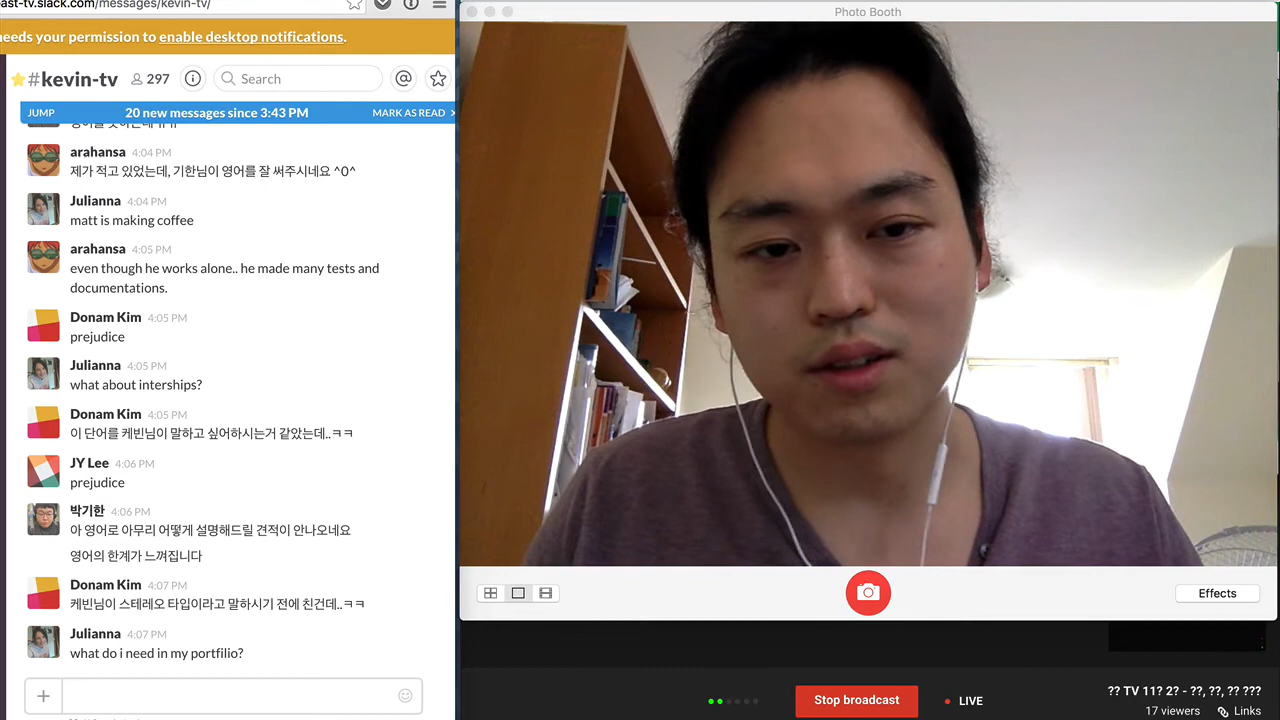 ast-tv.slack.com/messages/kevin-tv/
eeds your permission to enable desktop notifications.
#kevin-tv 297 Search
JUMP 20 new messages since 3:43 PM MARK AS READ
arahansa 4:04 PM
제가 적고 있었는데, 기한님이 영어를 잘 써주시네요 ^0^
Julianna 4:04 PM
matt is making coffee
arahansa 4:05 PM
even though he works alone.. he made many tests and
documentations.
Donam Kim 4:05 PM
prejudice
Julianna 4:05 PM
what about interships?
Donam Kim 4:05 PM
이 단어를 케빈님이 말하고 싶어하시는거 같았는데..ㅋㅋ
JY Lee 4:06 PM
prejudice
박기한 4:06 PM
아 영어로 아무리 어떻게 설명해드릴 견적이 안나오네요
영어의 한계가 느껴집니다
Donam Kim 4:07 PM
케빈님이 스테레오 타입이라고 말하시기 전에 친건데..ㅋㅋ
Julianna 4:07 PM
what do i need in my portfilio?
Photo Booth
Effects
Stop broadcast
LIVE
?? TV 11? 2? - ??, ??, ?? ???
17 viewers Links